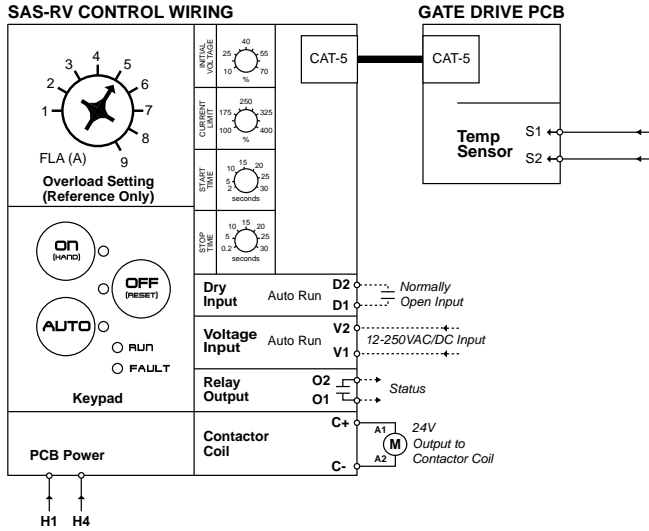 SAS-RV CONTROL WIRING
GATE DRIVE PCB
1
2
3
4
5
6
7
8
9
FLA (A)
Overload Setting
(Reference Only)
INITIAL
VOLTAGE
10
25
40
55
70
%
CURRENT
LIMIT
100
175
250
325
400
%
START
TIME
2
5
10
15
20
25
30
seconds
STOP
TIME
0.2
5
10
15
20
25
30
seconds
CAT-5
CAT-5
Temp
Sensor
S1
S2
ON
(HAND)
OFF
(RESET)
AUTO
RUN
FAULT
Keypad
Dry
Input
Auto Run
D2
D1
Normally
Open Input
Voltage
Input
Auto Run
V2
V1
12-250VAC/DC Input
Relay
Output
O2
O1
Status
Contactor
Coil
C+
C-
A1
M
A2
24V
Output to
Contactor Coil
PCB Power
H1 H4